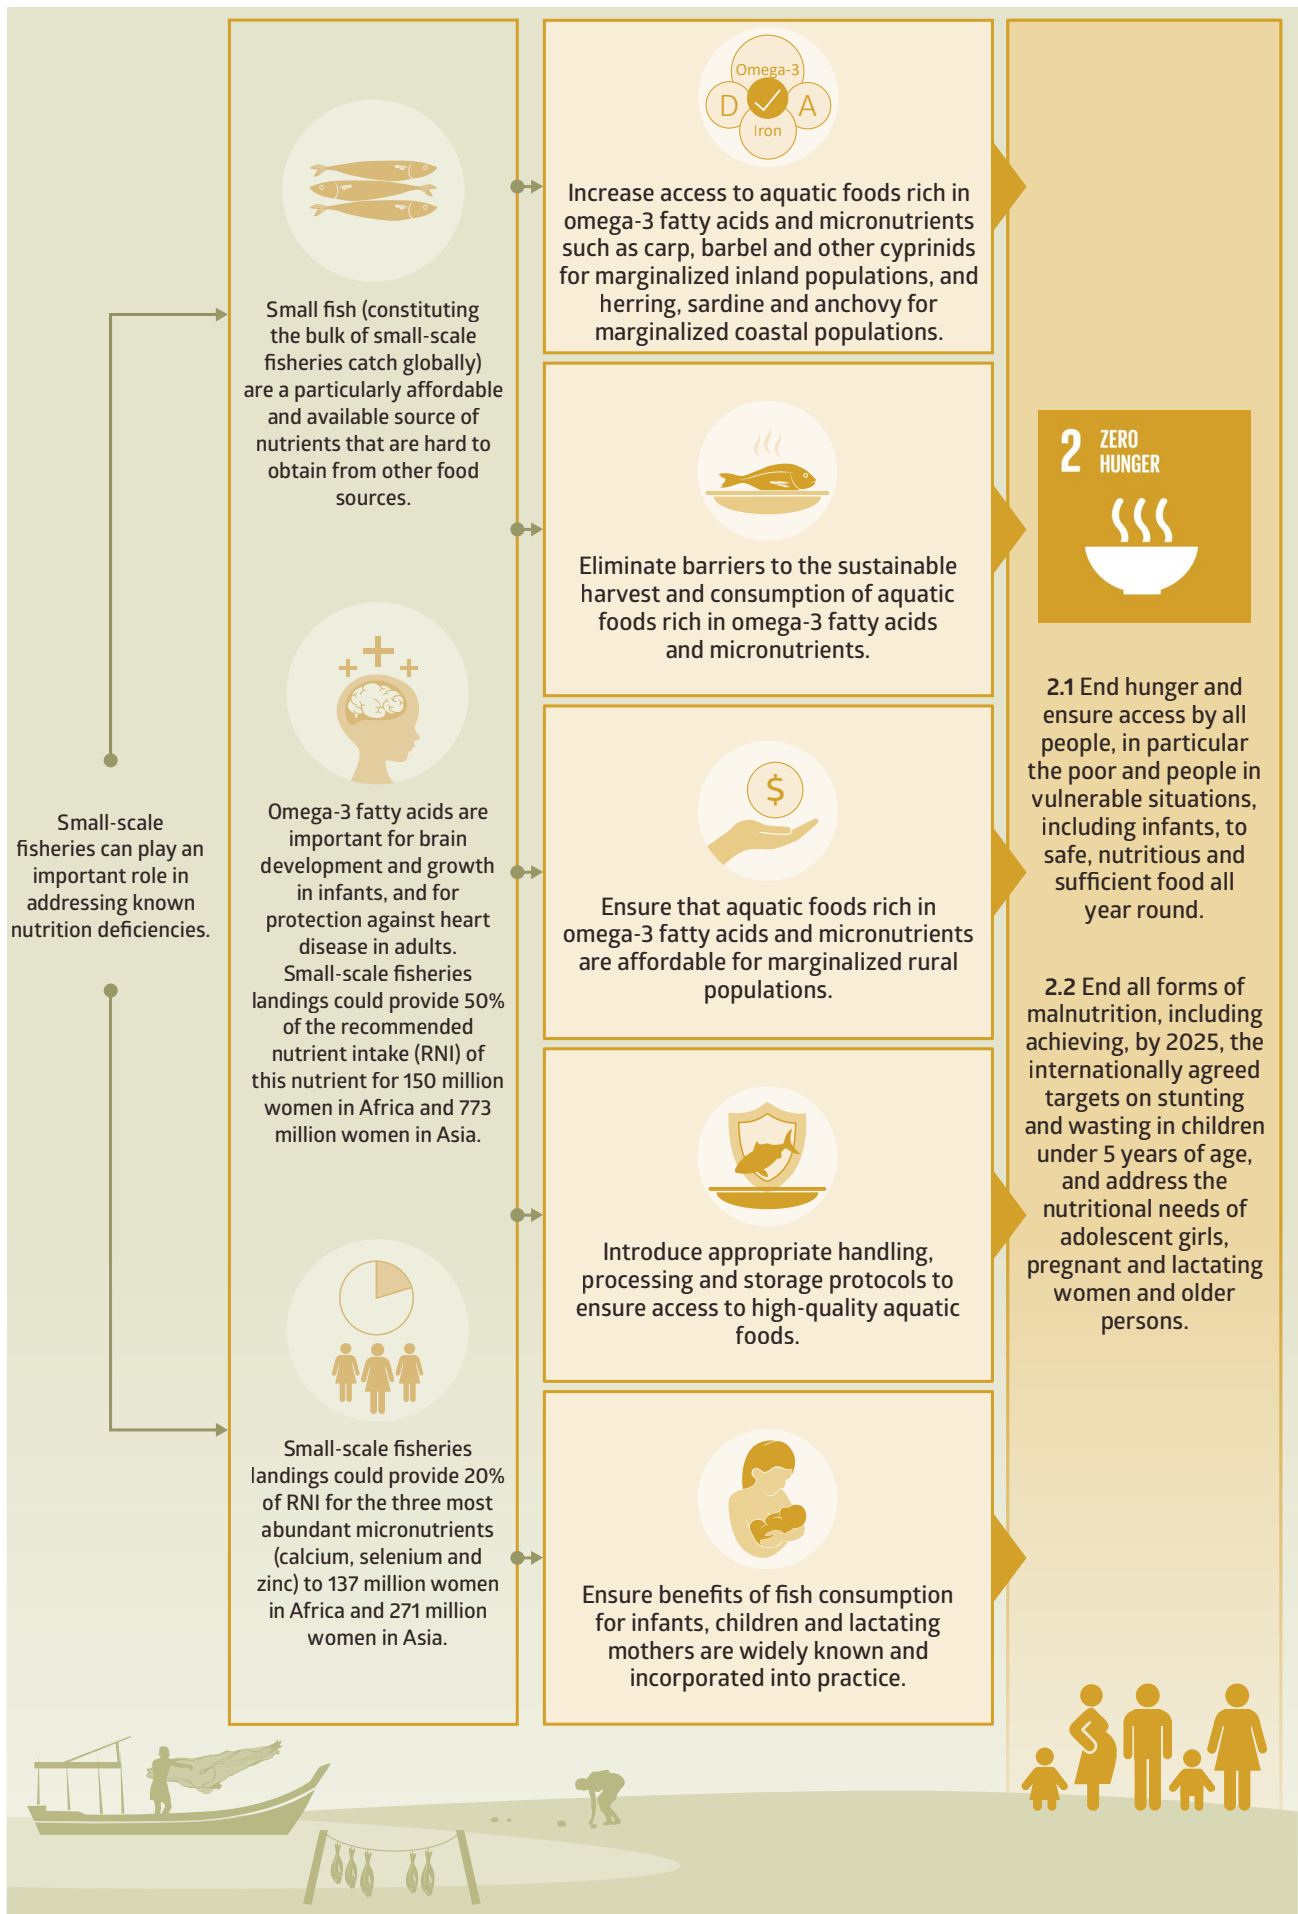 Small-scale
fisheries can play an
important role in
addressing known
nutrition deficiencies.
Small fish (constituting
the bulk of small-scale
fisheries catch globally)
are a particularly affordable
and available source of
nutrients that are hard to
obtain from other food
sources.
Omega-3 fatty acids are
important for brain
development and growth
in infants, and for
protection against heart
disease in adults.
Small-scale fisheries
landings could provide 50%
of the recommended
nutrient intake (RNI) of
this nutrient for 150 million
women in Africa and 773
million women in Asia.
Small-scale fisheries
landings could provide 20%
of RNI for the three most
abundant micronutrients
(calcium, selenium and
zinc) to 137 million women
in Africa and 271 million
women in Asia.
Omega-3
D
A
Iron
Increase access to aquatic foods rich in
omega-3 fatty acids and micronutrients
such as carp, barbel and other cyprinids
for marginalized inland populations, and
herring, sardine and anchovy for
marginalized coastal populations.
Eliminate barriers to the sustainable
harvest and consumption of aquatic
foods rich in omega-3 fatty acids
and micronutrients.
$
Ensure that aquatic foods rich in
omega-3 fatty acids and micronutrients
are affordable for marginalized rural
populations.
Introduce appropriate handling,
processing and storage protocols to
ensure access to high-quality aquatic
foods.
Ensure benefits of fish consumption
for infants, children and lactating
mothers are widely known and
incorporated into practice.
2 ZERO
HUNGER
2.1 End hunger and
ensure access by all
people, in particular
the poor and people in
vulnerable situations,
including infants, to
safe, nutritious and
sufficient food all
year round.
2.2 End all forms of
malnutrition, including
achieving, by 2025, the
internationally agreed
targets on stunting
and wasting in children
under 5 years of age,
and address the
nutritional needs of
adolescent girls,
pregnant and lactating
women and older
persons.